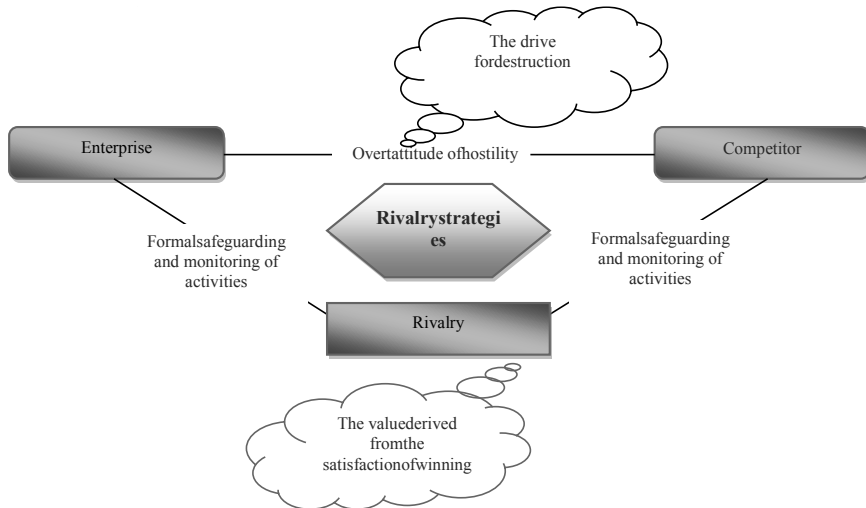 The drive
fordestruction
Enterprise
Overtattitude ofhostility
Competitor
Rivalrystrategi
es
Formalsafeguarding
and monitoring of
activities
Formalsafeguarding
and monitoring of
activities
Rivalry
The valuederived
fromthe
satisfactionofwinning